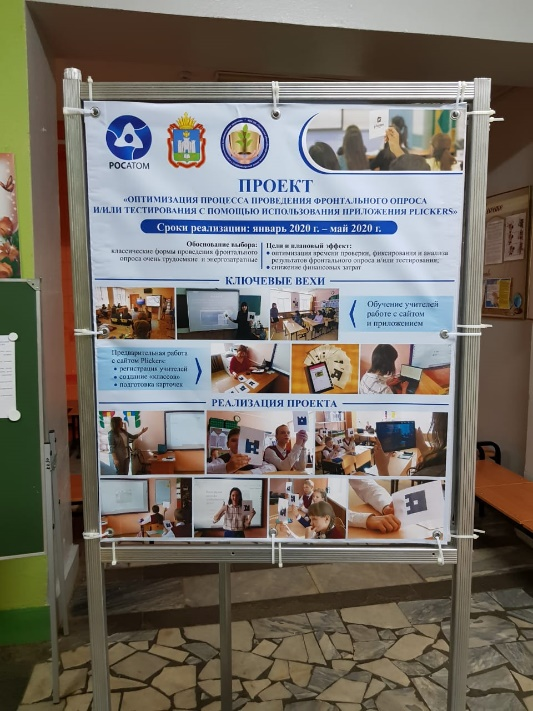 РОСАТОМ
ПРОЕКТ
«ОПТИМИЗАЦИЯ ПРОЦЕССА ПРОВЕДЕНИЯ ФРОНТАЛЬНОГО ОПРОСА
И/ИЛИ ТЕСТИРОВАНИЯ С ПОМОЩЬЮ ИСПОЛЬЗОВАНИЯ ПРИЛОЖЕНИЯ PLICKERS»
Сроки реализации: январь 2020 г. – май 2020 г.
Обоснование выбора:
классические формы проведения фронтального
опроса очень трудоемкие и энергозатратные
Цели и плановый эффект:
● оптимизация времени проверки, фиксирования и анализа
результатов фронтального опроса и/или тестирования;
● снижение финансовых затрат
КЛЮЧЕВЫЕ ВЕХИ
Обучение учителей
работе с сайтом
и приложением
Предварительная работа
с сайтом Plickers:
● регистрация учителей
● создание «классов»
● подготовка карточек
РЕАЛИЗАЦИЯ ПРОЕКТА